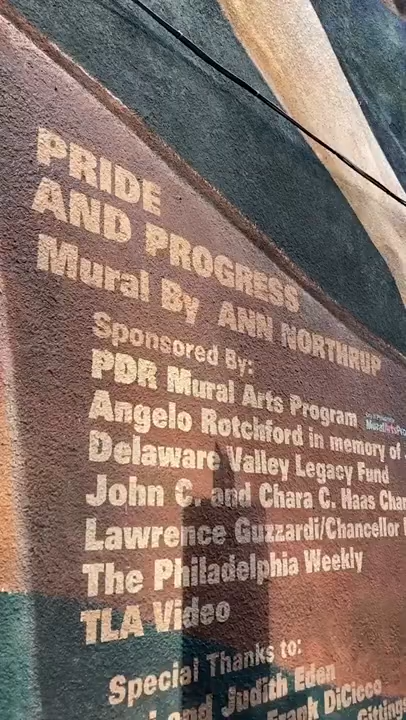 PRIDE
AND PROGRESS
Mural By ANN NORTHRUP
Sponsored By:
PDR Mural Arts Program
Angelo Rotchford in memory of
Delaware Valley Legacy Fund
John C. and Chara C. Haas
Lawrence Guzzardi/Chancellor
The Philadelphia Weekly
TLA Video
Special Thanks to:
and Judith Eden
Frank DiCicco
Gittings